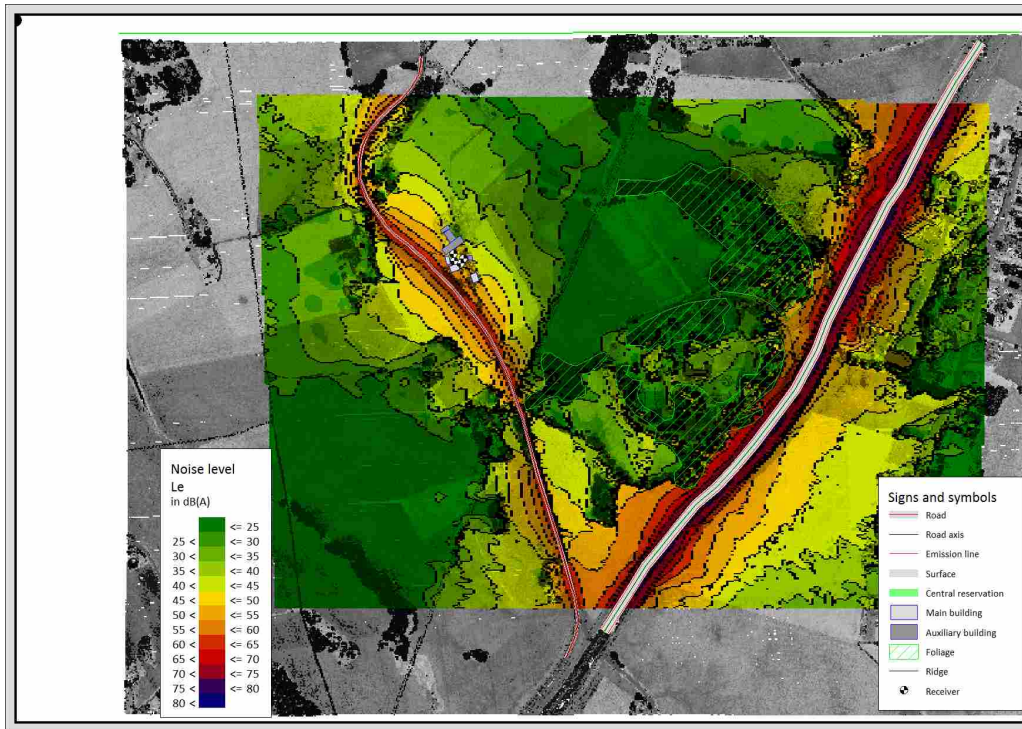 Noise level
Le
in dB(A)
<= 25
25 < <= 30
30 < <= 35
35 < <= 40
40 < <= 45
45 < <= 50
50 < <= 55
55 < <= 60
60 < <= 65
65 < <= 70
70 < <= 75
75 < <= 80
80 <
Signs and symbols
Road
Road axis
Emission line
Surface
Central reservation
Main building
Auxiliary building
Foliage
Ridge
Receiver